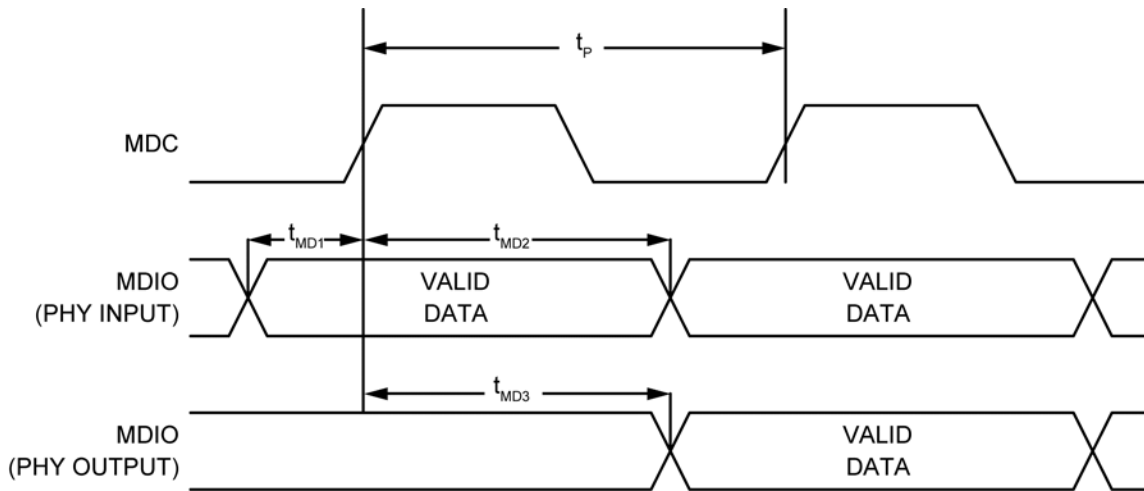 tP
MDC
tMD1
tMD2
MDIO
(PHY INPUT)
VALID
DATA
VALID
DATA
tMD3
MDIO
(PHY OUTPUT)
VALID
DATA